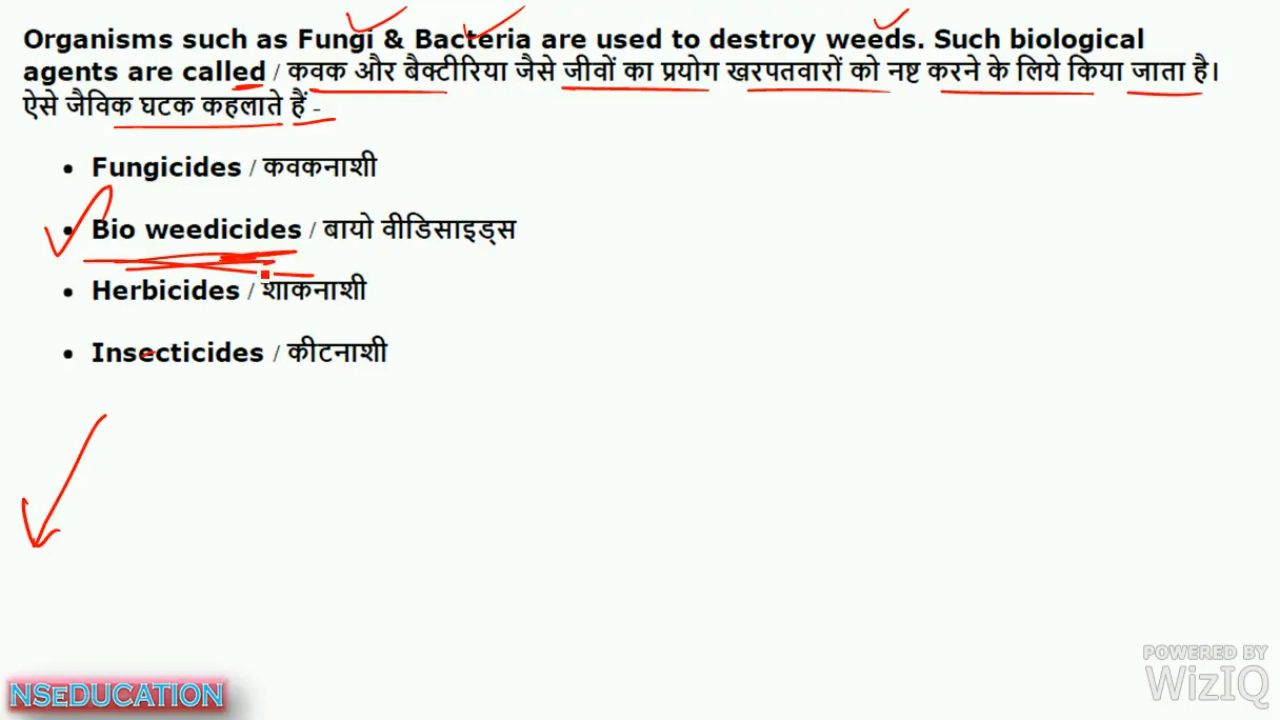 Organisms such as Fungi & Bacteria are used to destroy weeds. Such biological
agents are called / कवक और बैक्टीरिया जैसे जीवों का प्रयोग खरपतवारों को नष्ट करने के लिये किया जाता है।
ऐसे जैविक घटक कहलाते हैं -
• Fungicides / कवकनाशी
• Bio weedicides / बायो वीडिसाइड्स
• Herbicides / शाकनाशी
• Insecticides / कीटनाशी
POWERED BY
WizIQ
NSEDUCATION